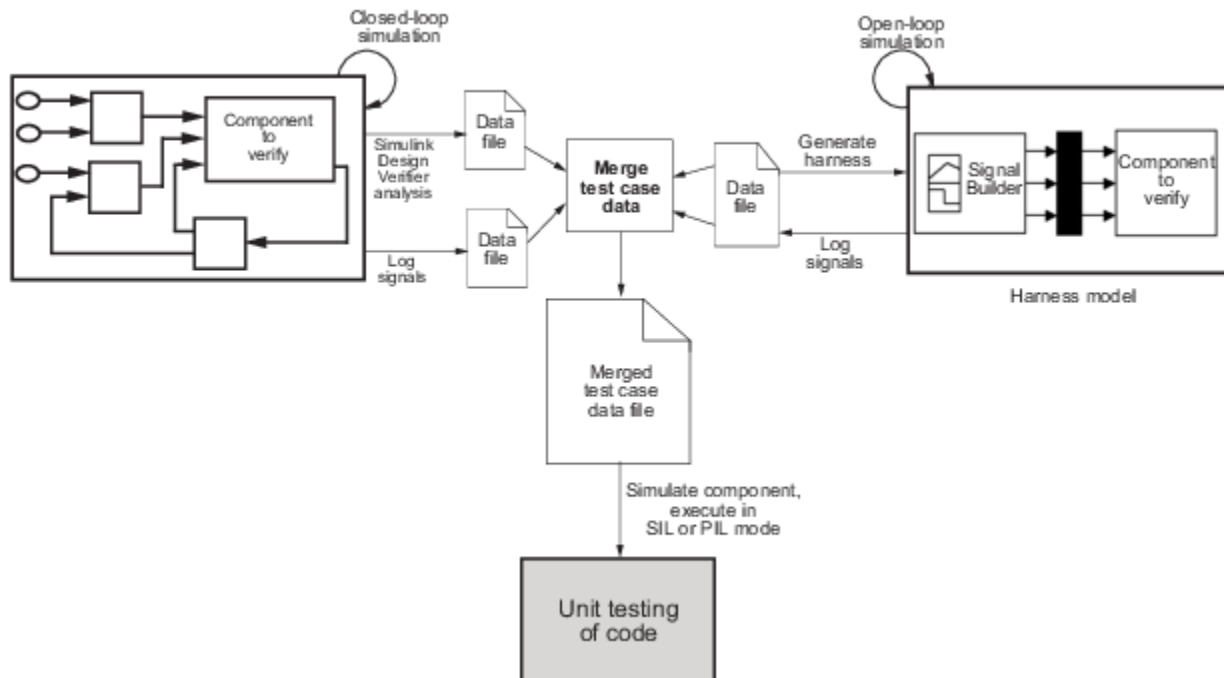 Closed-loop
simulation
Open-loop
simulation
Component
to
verify
Simulink
Design
Verifier
analysis
Data
file
Log
signals
Data
file
Merge
test case
data
Data
file
Generate
harness
Log
signals
Signal
Builder
Component
to
verify
Harness model
Merged
test case
data file
Simulate component,
execute in
SIL or PIL mode
Unit testing
of code